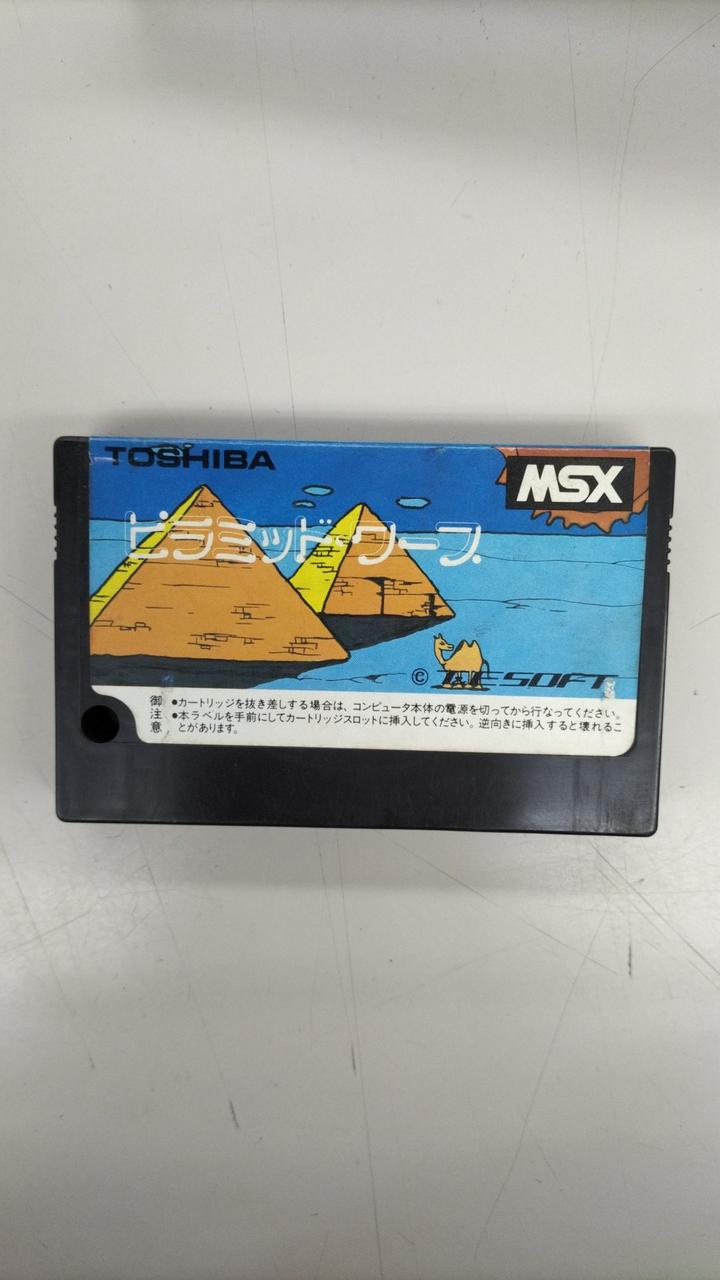 TOSHIBA
MSX
ピラミッド・ワープ
© T&E SOFT
御注意
●カートリッジを抜き差しする場合は、コンピュータ本体の電源を切ってから行なってください。
●本ラベルを手前にしてカートリッジスロットに挿入してください。逆向きに挿入すると壊れるこ
とがあります。